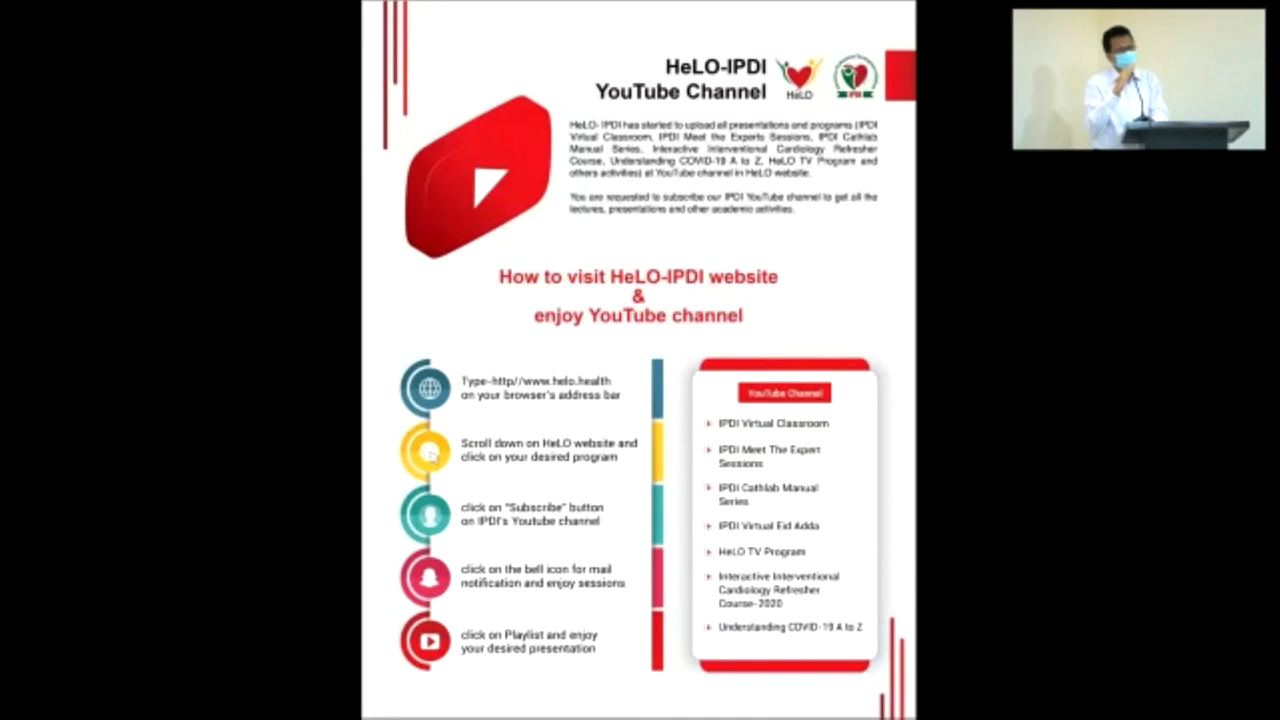 HeLO-IPDI
YouTube Channel
HeLO
IPDI
HeLO- IPDI has started to upload all presentations and programs (IPDI
Virtual Classroom, IPDI Meet the Experts Sessions, IPDI Cathlab
Manual Series, Interactive Interventional Cardiology Refresher
Course, Understanding COVID-19 A to Z, HeLO TV Program and
others activities) at YouTube channel in HeLO website.
You are requested to subscribe our IPDI YouTube channel to get all the
lectures, presentations and other academic activities.
How to visit HeLO-IPDI website
&
enjoy YouTube channel
Type-http//www.helo.health
on your browser's address bar
Scroll down on HeLO website and
click on your desired program
click on "Subscribe" button
on IPDI's Youtube channel
click on the bell icon for mail
notification and enjoy sessions
click on Playlist and enjoy
your desired presentation
YouTube Channel
IPDI Virtual Classroom
IPDI Meet The Expert
Sessions
IPDI Cathlab Manual
Series
IPDI Virtual Eid Adda
HeLO TV Program
Interactive Interventional
Cardiology Refresher
Course-2020
Understanding COVID-19 A to Z